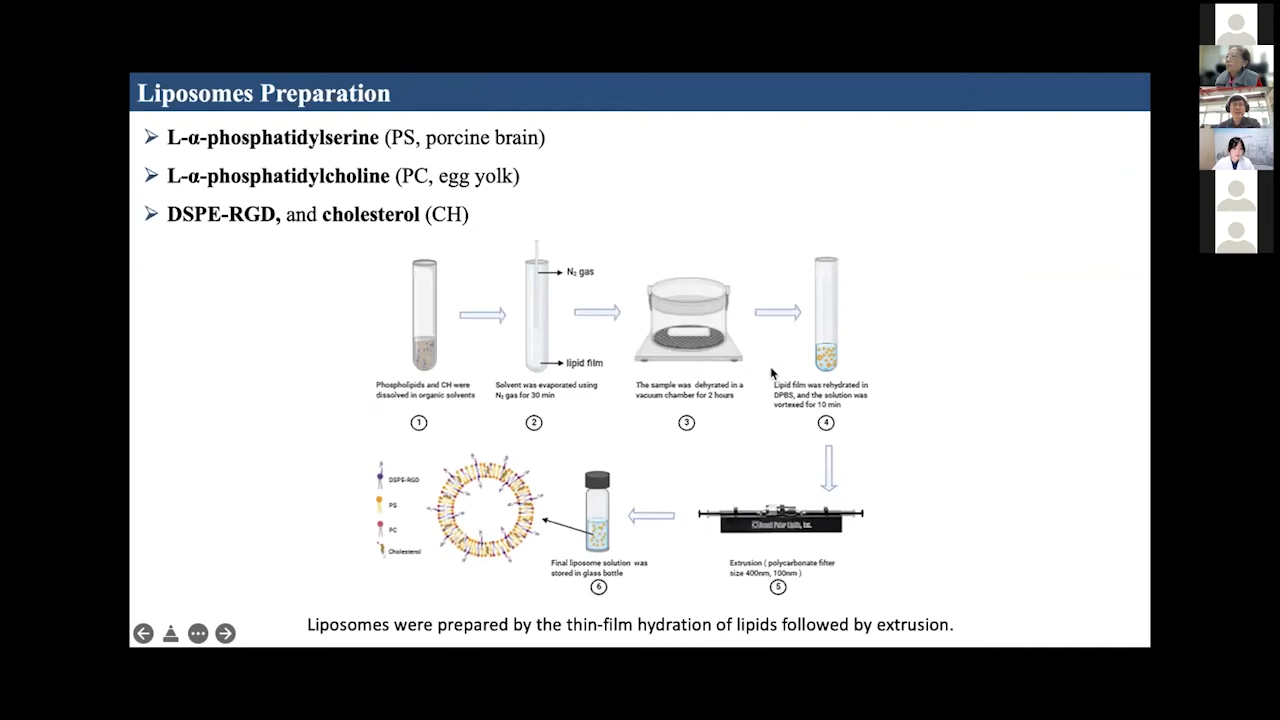 Liposomes Preparation
L-α-phosphatidylserine (PS, porcine brain)
L-α-phosphatidylcholine (PC, egg yolk)
DSPE-RGD, and cholesterol (CH)
N₂ gas
lipid film
Phospholipids and CH were
dissolved in organic solvents
1
Solvent was evaporated using
N₂ gas for 30 min
2
The sample was dehyrated in a
vacuum chamber for 2 hours
3
Lipid film was rehydrated in
DPBS, and the solution was
vortexed for 10 min
4
DSPE-RGD
PS
PC
Cholesterol
Final liposome solution was
stored in glass bottle
6
Polar Lipids, Inc.
Extrusion ( polycarbonate filter
size 400nm, 100nm )
5
Liposomes were prepared by the thin-film hydration of lipids followed by extrusion.